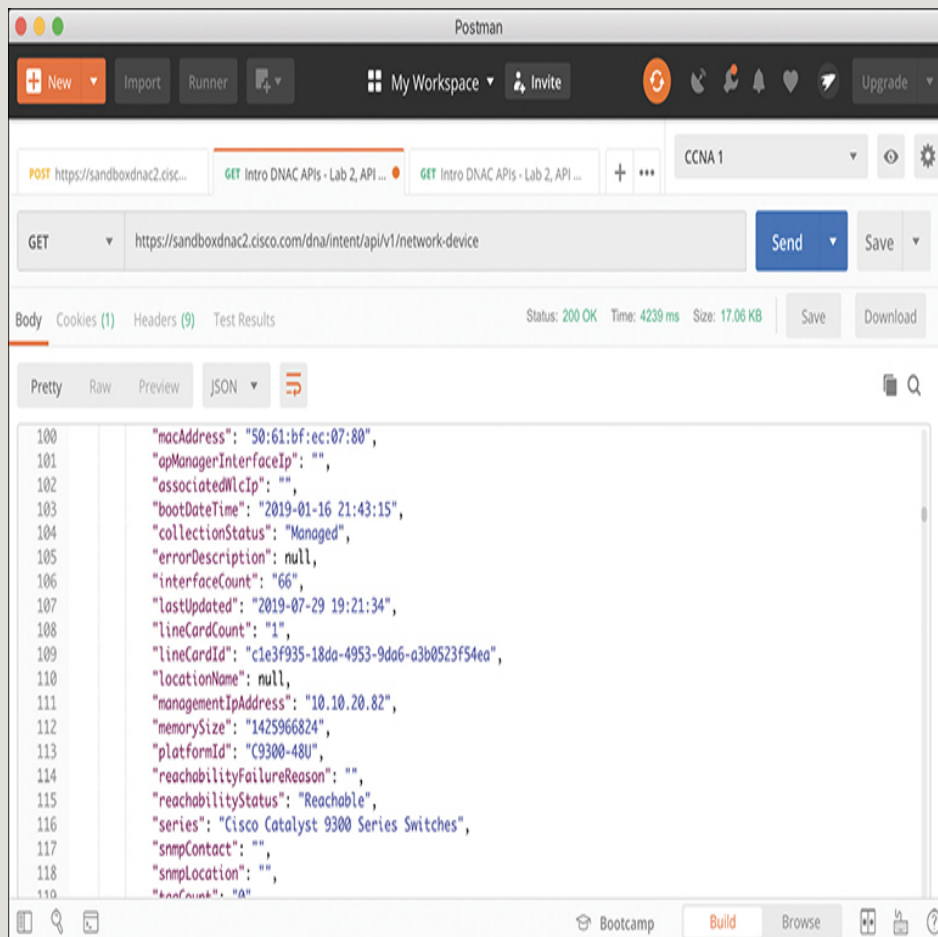 Postman
New Import Runner My Workspace Invite Upgrade
POST https://sandboxdnac2.cisc... GET Intro DNAC APIs - Lab 2, API ... GET Intro DNAC APIs - Lab 2, API ... + ••• CCNA 1
GET https://sandboxdnac2.cisco.com/dna/intent/api/v1/network-device Send Save
Body Cookies (1) Headers (9) Test Results Status: 200 OK Time: 4239 ms Size: 17.06 KB Save Download
Pretty Raw Preview JSON
100 "macAddress": "50:61:bf:ec:07:80",
101 "apManagerInterfaceIp": "",
102 "associatedWlcIp": "",
103 "bootDateTime": "2019-01-16 21:43:15",
104 "collectionStatus": "Managed",
105 "errorDescription": null,
106 "interfaceCount": "66",
107 "lastUpdated": "2019-07-29 19:21:34",
108 "lineCardCount": "1",
109 "lineCardId": "c1e3f935-18da-4953-9da6-a3b0523f54ea",
110 "locationName": null,
111 "managementIpAddress": "10.10.20.82",
112 "memorySize": "1425966824",
113 "platformId": "C9300-48U",
114 "reachabilityFailureReason": "",
115 "reachabilityStatus": "Reachable",
116 "series": "Cisco Catalyst 9300 Series Switches",
117 "snmpContact": "",
118 "snmpLocation": "",
119 "tagCount": "0"
Bootcamp Build Browse